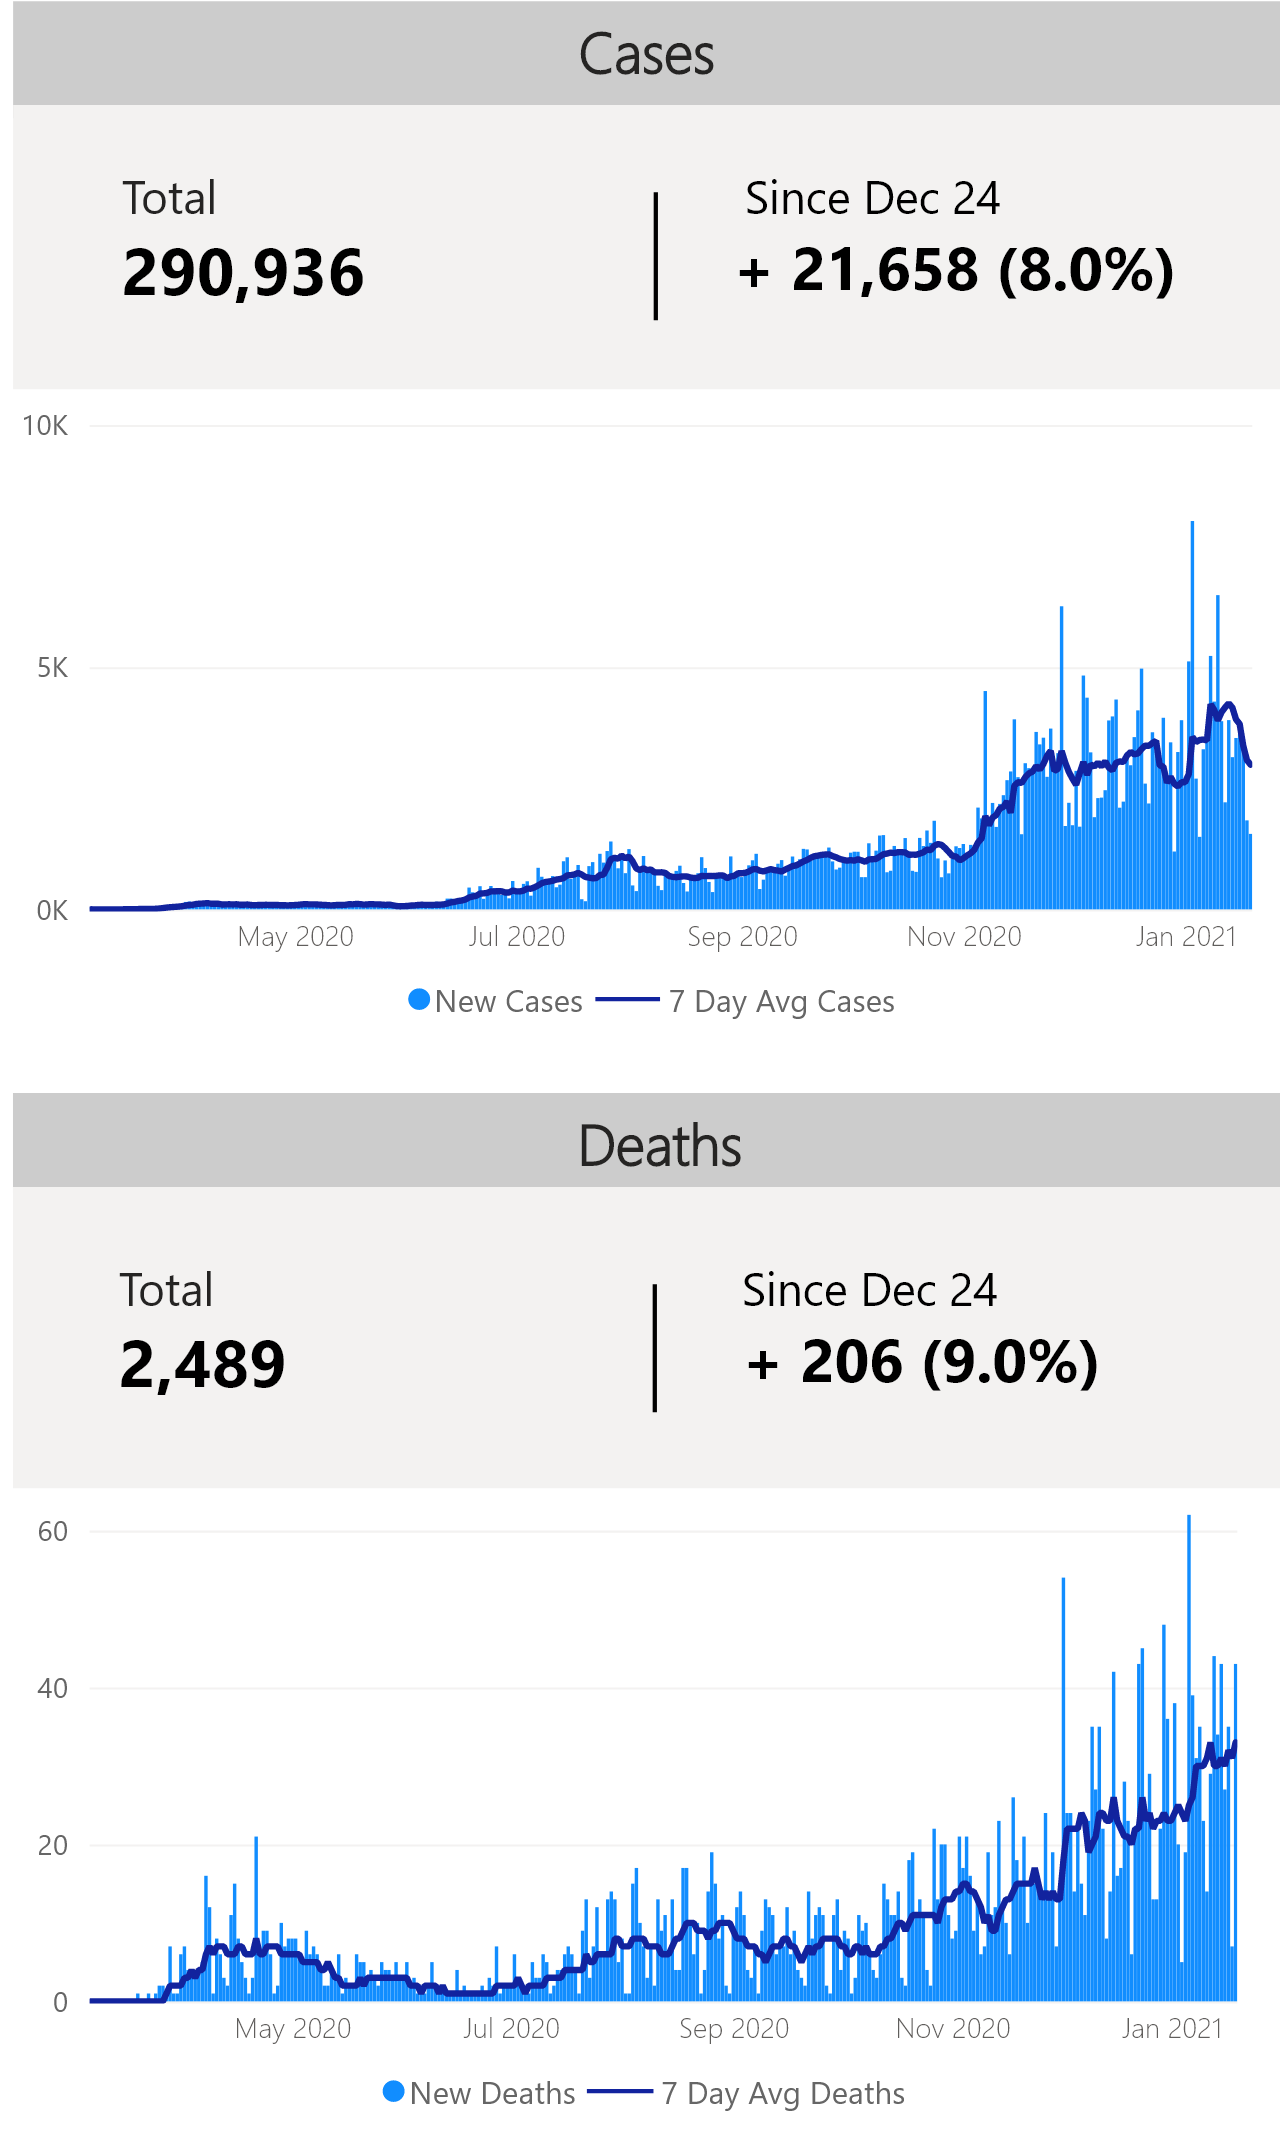 Cases
Total
Since Dec 24
290,936
+ 21,658 (8.0%)
10K
5K
0K
May 2020
Jul 2020
Sep 2020
Nov 2020
Jan 2021
New Cases
7 Day Avg Cases
Deaths
Total
Since Dec 24
2,489
+ 206 (9.0%)
60
40
20
0
May 2020
Jul 2020
Sep 2020
Nov 2020
Jan 2021
New Deaths
7 Day Avg Deaths